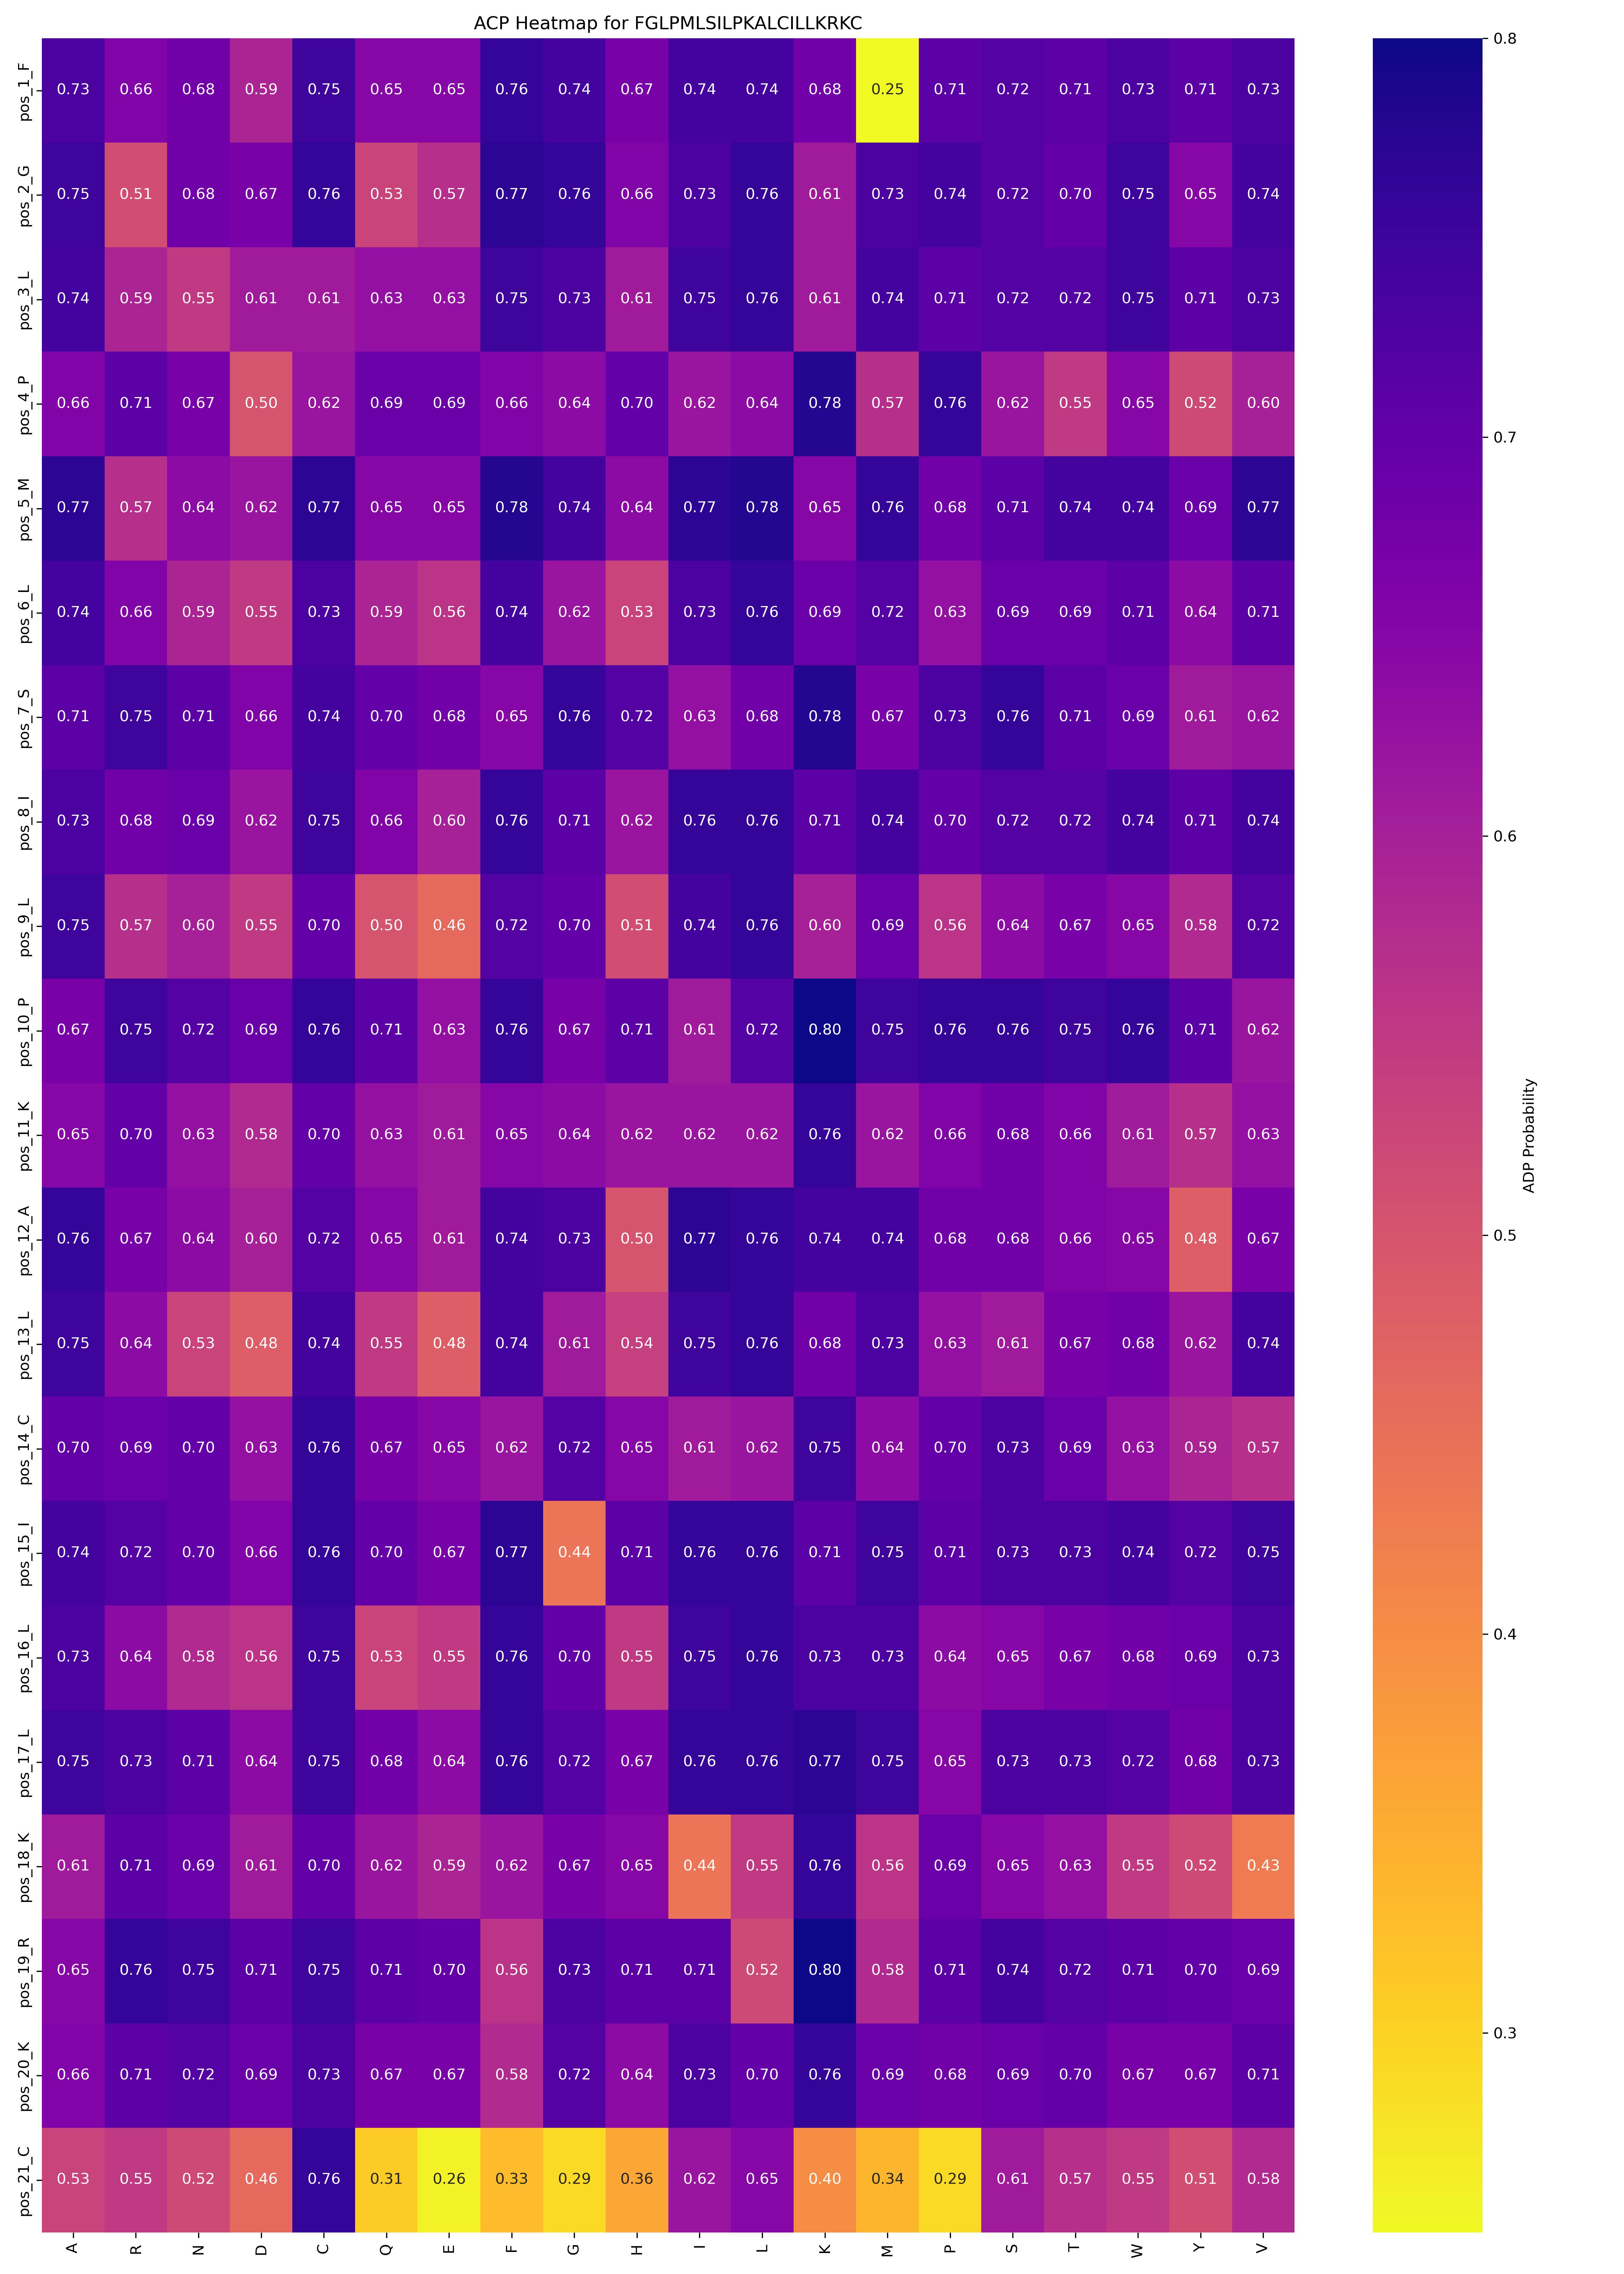 ACP Heatmap for FGLPMLSILPKALCILLKRKC
pos_1_F 0.73 0.66 0.68 0.59 0.75 0.65 0.65 0.76 0.74 0.67 0.74 0.74 0.68 0.25 0.71 0.72 0.71 0.73 0.71 0.73
pos_2_G 0.75 0.51 0.68 0.67 0.76 0.53 0.57 0.77 0.76 0.66 0.73 0.76 0.61 0.73 0.74 0.72 0.70 0.75 0.65 0.74
pos_3_L 0.74 0.59 0.55 0.61 0.61 0.63 0.63 0.75 0.73 0.61 0.75 0.76 0.61 0.74 0.71 0.72 0.72 0.75 0.71 0.73
pos_4_P 0.66 0.71 0.67 0.50 0.62 0.69 0.69 0.66 0.64 0.70 0.62 0.64 0.78 0.57 0.76 0.62 0.55 0.65 0.52 0.60
pos_5_M 0.77 0.57 0.64 0.62 0.77 0.65 0.65 0.78 0.74 0.64 0.77 0.78 0.65 0.76 0.68 0.71 0.74 0.74 0.69 0.77
pos_6_L 0.74 0.66 0.59 0.55 0.73 0.59 0.56 0.74 0.62 0.53 0.73 0.76 0.69 0.72 0.63 0.69 0.69 0.71 0.64 0.71
pos_7_S 0.71 0.75 0.71 0.66 0.74 0.70 0.68 0.65 0.76 0.72 0.63 0.68 0.78 0.67 0.73 0.76 0.71 0.69 0.61 0.62
pos_8_I 0.73 0.68 0.69 0.62 0.75 0.66 0.60 0.76 0.71 0.62 0.76 0.76 0.71 0.74 0.70 0.72 0.72 0.74 0.71 0.74
pos_9_L 0.75 0.57 0.60 0.55 0.70 0.50 0.46 0.72 0.70 0.51 0.74 0.76 0.60 0.69 0.56 0.64 0.67 0.65 0.58 0.72
pos_10_P 0.67 0.75 0.72 0.69 0.76 0.71 0.63 0.76 0.67 0.71 0.61 0.72 0.80 0.75 0.76 0.76 0.75 0.76 0.71 0.62
pos_11_K 0.65 0.70 0.63 0.58 0.70 0.63 0.61 0.65 0.64 0.62 0.62 0.62 0.76 0.62 0.66 0.68 0.66 0.61 0.57 0.63
pos_12_A 0.76 0.67 0.64 0.60 0.72 0.65 0.61 0.74 0.73 0.50 0.77 0.76 0.74 0.74 0.68 0.68 0.66 0.65 0.48 0.67
pos_13_L 0.75 0.64 0.53 0.48 0.74 0.55 0.48 0.74 0.61 0.54 0.75 0.76 0.68 0.73 0.63 0.61 0.67 0.68 0.62 0.74
pos_14_C 0.70 0.69 0.70 0.63 0.76 0.67 0.65 0.62 0.72 0.65 0.61 0.62 0.75 0.64 0.70 0.73 0.69 0.63 0.59 0.57
pos_15_I 0.74 0.72 0.70 0.66 0.76 0.70 0.67 0.77 0.44 0.71 0.76 0.76 0.71 0.75 0.71 0.73 0.73 0.74 0.72 0.75
pos_16_L 0.73 0.64 0.58 0.56 0.75 0.53 0.55 0.76 0.70 0.55 0.75 0.76 0.73 0.73 0.64 0.65 0.67 0.68 0.69 0.73
pos_17_L 0.75 0.73 0.71 0.64 0.75 0.68 0.64 0.76 0.72 0.67 0.76 0.76 0.77 0.75 0.65 0.73 0.73 0.72 0.68 0.73
pos_18_K 0.61 0.71 0.69 0.61 0.70 0.62 0.59 0.62 0.67 0.65 0.44 0.55 0.76 0.56 0.69 0.65 0.63 0.55 0.52 0.43
pos_19_R 0.65 0.76 0.75 0.71 0.75 0.71 0.70 0.56 0.73 0.71 0.71 0.52 0.80 0.58 0.71 0.74 0.72 0.71 0.70 0.69
pos_20_K 0.66 0.71 0.72 0.69 0.73 0.67 0.67 0.58 0.72 0.64 0.73 0.70 0.76 0.69 0.68 0.69 0.70 0.67 0.67 0.71
pos_21_C 0.53 0.55 0.52 0.46 0.76 0.31 0.26 0.33 0.29 0.36 0.62 0.65 0.40 0.34 0.29 0.61 0.57 0.55 0.51 0.58
A R N D C Q E F G H I L K M P S T W Y V
0.8
0.7
0.6
0.5
0.4
0.3
ADP Probability